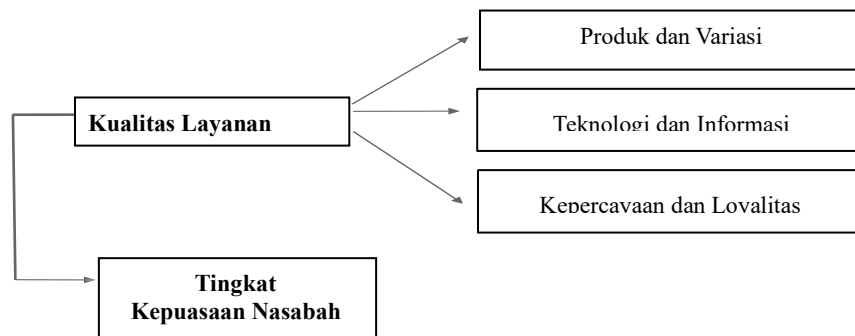 Produk dan Variasi
Kualitas Layanan
Teknologi dan Informasi
Kepercayaan dan Loyalitas
Tingkat
Kepuasaan Nasabah